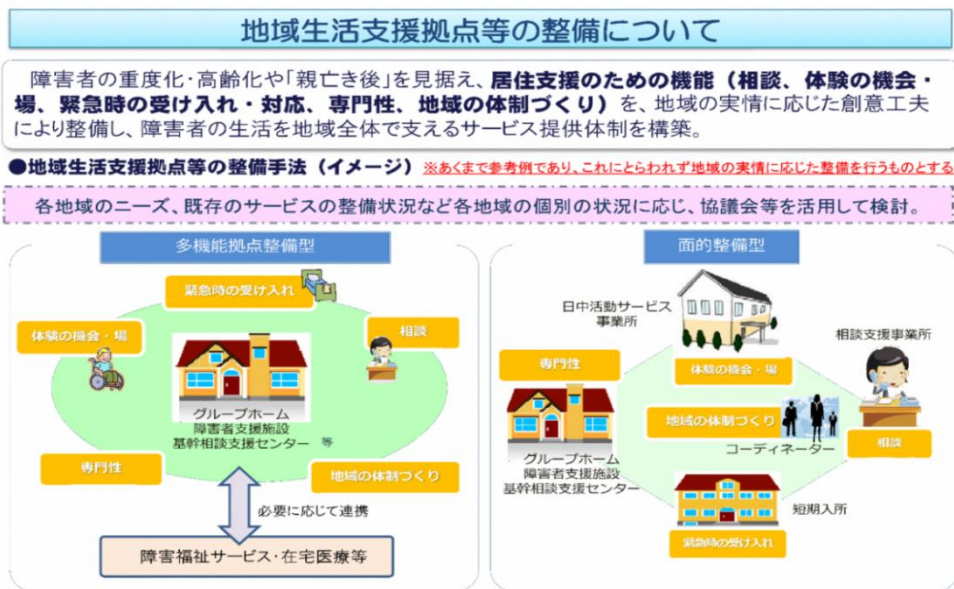 地域生活支援拠点等の整備について
障害者の重度化・高齢化や「親亡き後」を見据え、居住支援のための機能（相談、体験の機会・
場、緊急時の受け入れ・対応、専門性、地域の体制づくり）を、地域の実情に応じた創意工夫
により整備し、障害者の生活を地域全体で支えるサービス提供体制を構築。
●地域生活支援拠点等の整備手法（イメージ）※あくまで参考例であり、これにとらわれず地域の実情に応じた整備を行うものとする
各地域のニーズ、既存のサービスの整備状況など各地域の個別の状況に応じ、協議会等を活用して検討。
多機能拠点整備型
緊急時の受け入れ
体験の機会・場
相談
グループホーム
障害者支援施設
基幹相談支援センター 等
専門性
地域の体制づくり
必要に応じて連携
障害福祉サービス・在宅医療等
面的整備型
日中活動サービス
事業所
相談支援事業所
専門性
体験の機会・場
地域の体制づくり
コーディネーター
相談
グループホーム
障害者支援施設
基幹相談支援センター
短期入所
緊急時の受け入れ